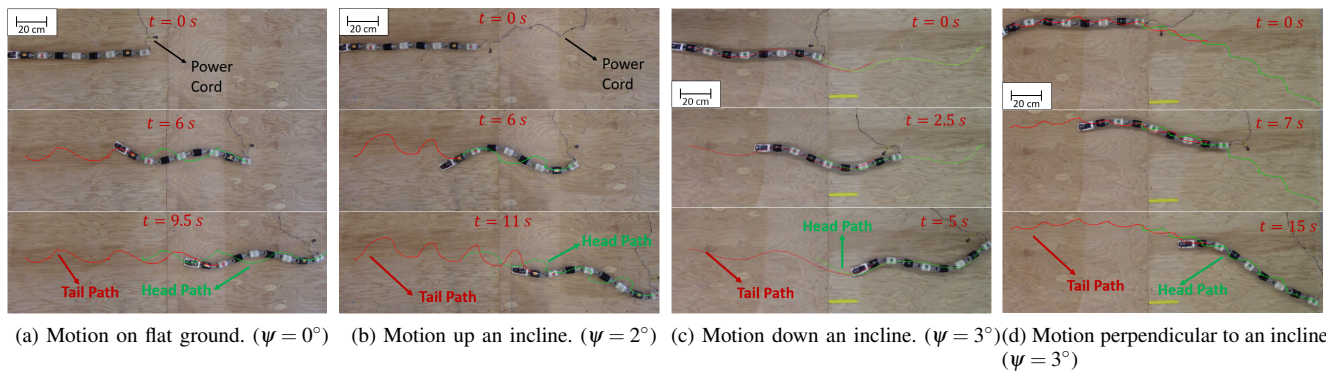 20 cm
t = 0 s
Power
Cord
t = 6 s
t = 9.5 s
Tail Path
Head Path
(a) Motion on flat ground. (ψ = 0°)
20 cm
t = 0 s
Power
Cord
t = 6 s
t = 11 s
Head Path
Tail Path
(b) Motion up an incline. (ψ = 2°)
t = 0 s
20 cm
t = 2.5 s
t = 5 s
Head Path
Tail Path
(c) Motion down an incline. (ψ = 3°)
t = 0 s
20 cm
t = 7 s
t = 15 s
Tail Path
Head Path
(d) Motion perpendicular to an incline
(ψ = 3°)